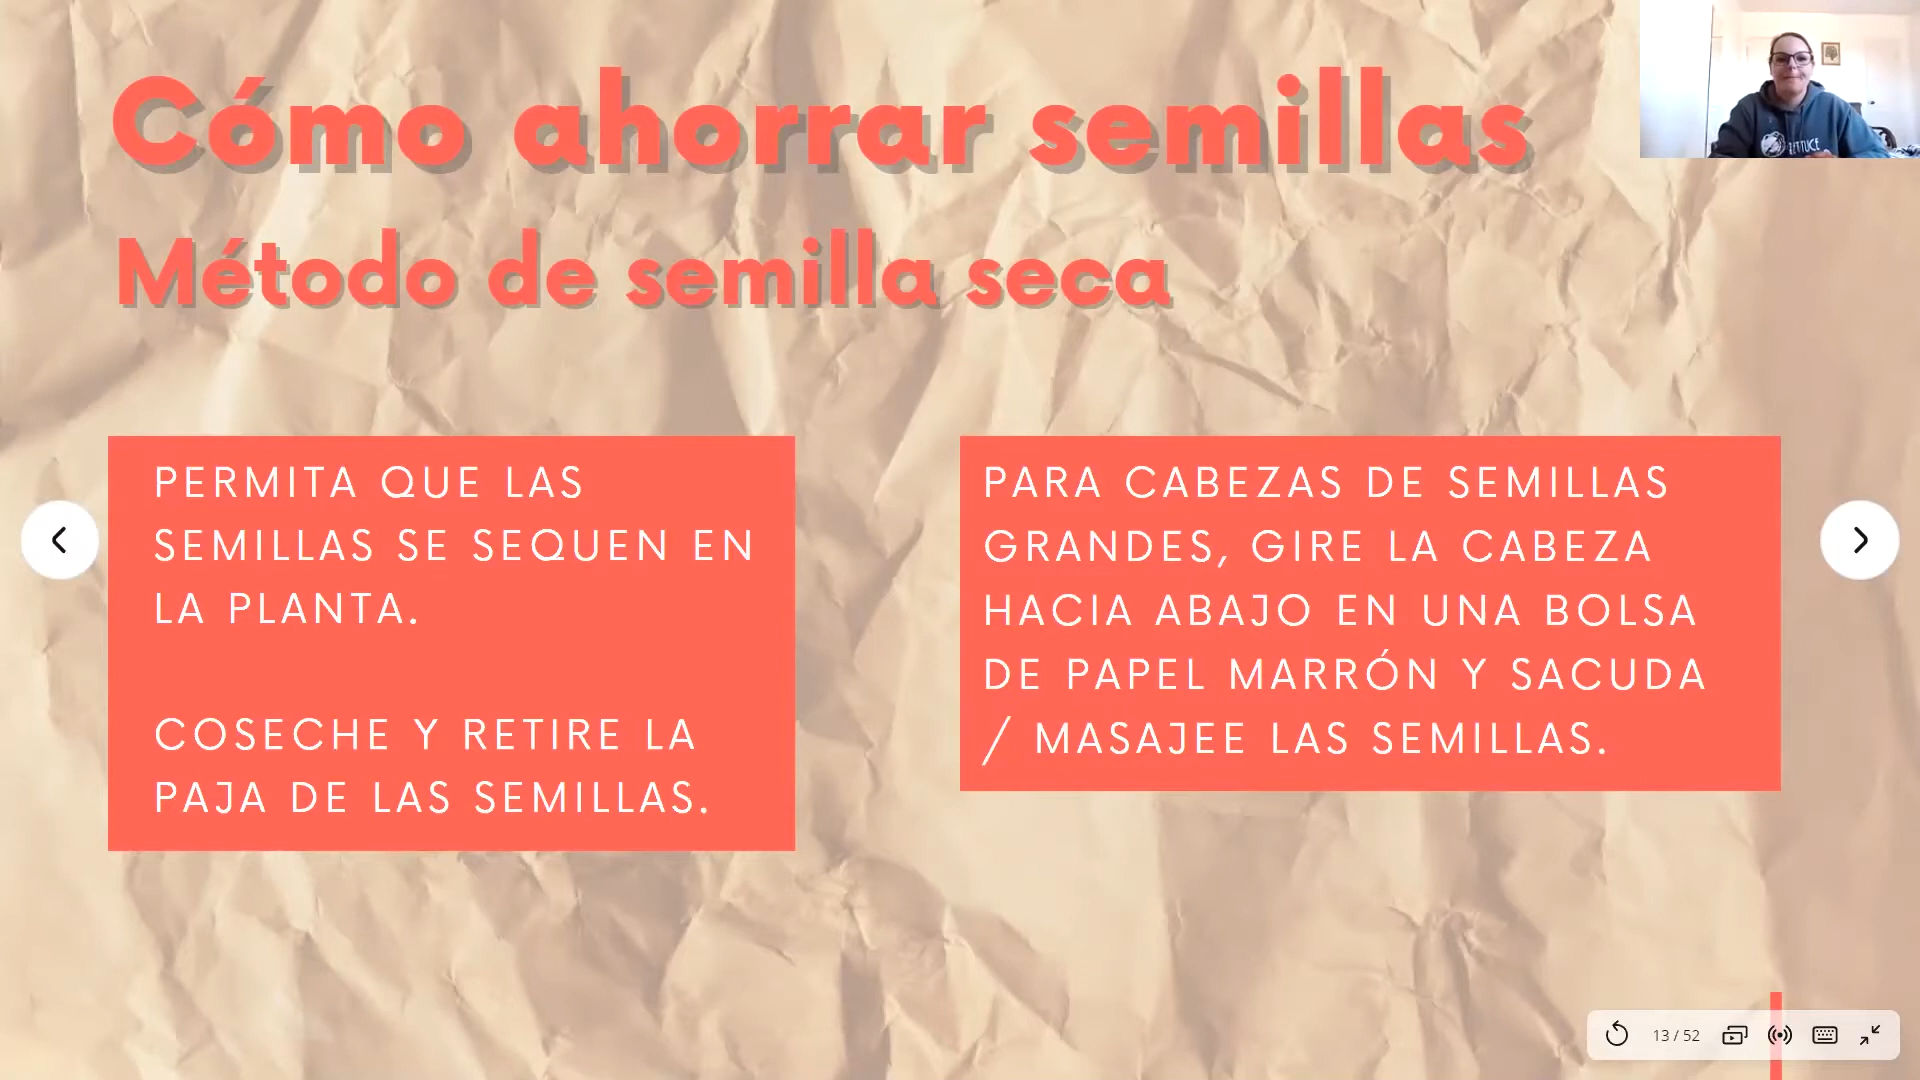 Cómo ahorrar semillas
Método de semilla seca
PERMITA QUE LAS
SEMILLAS SE SEQUEN EN
LA PLANTA.
COSECHE Y RETIRE LA
PAJA DE LAS SEMILLAS.
PARA CABEZAS DE SEMILLAS
GRANDES, GIRE LA CABEZA
HACIA ABAJO EN UNA BOLSA
DE PAPEL MARRÓN Y SACUDA
/ MASAJEE LAS SEMILLAS.
13 / 52